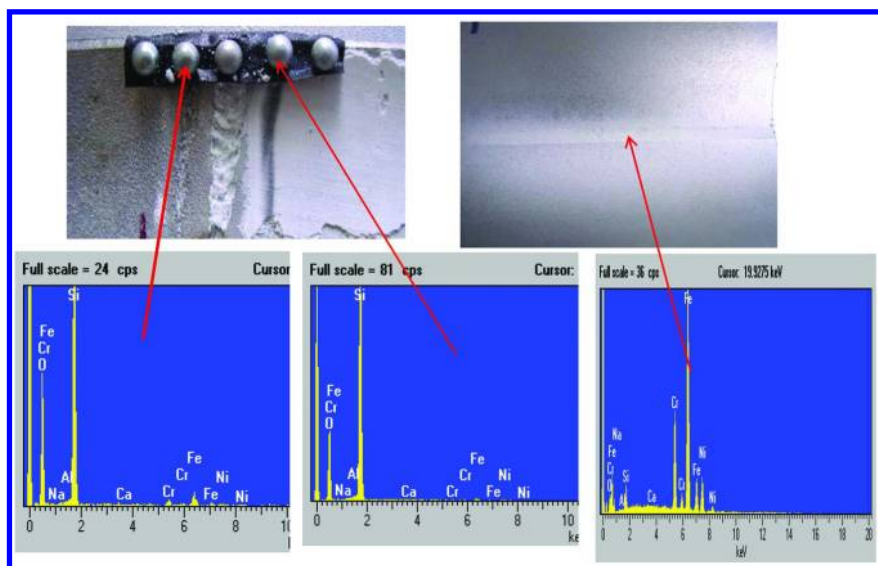 Full scale = 24 cps
Cursor:
Si
Fe
Cr
O
Na
Al
Ca
Cr
Cr
Fe
Fe
Ni
Ni
0 2 4 6 8 10
Full scale = 81 cps
Cursor:
Si
Fe
Cr
O
Na
Al
Ca
Cr
Cr
Fe
Fe
Ni
Ni
0 2 4 6 8 10
ke
Full scale = 36 cps Cursor: 19.9275 keV
Fe
Cr
Na
Fe
Cr
O
Si
Ca
Cr
Fe
Ni
Ni
0 2 4 6 8 10 12 14 16 18 20
keV